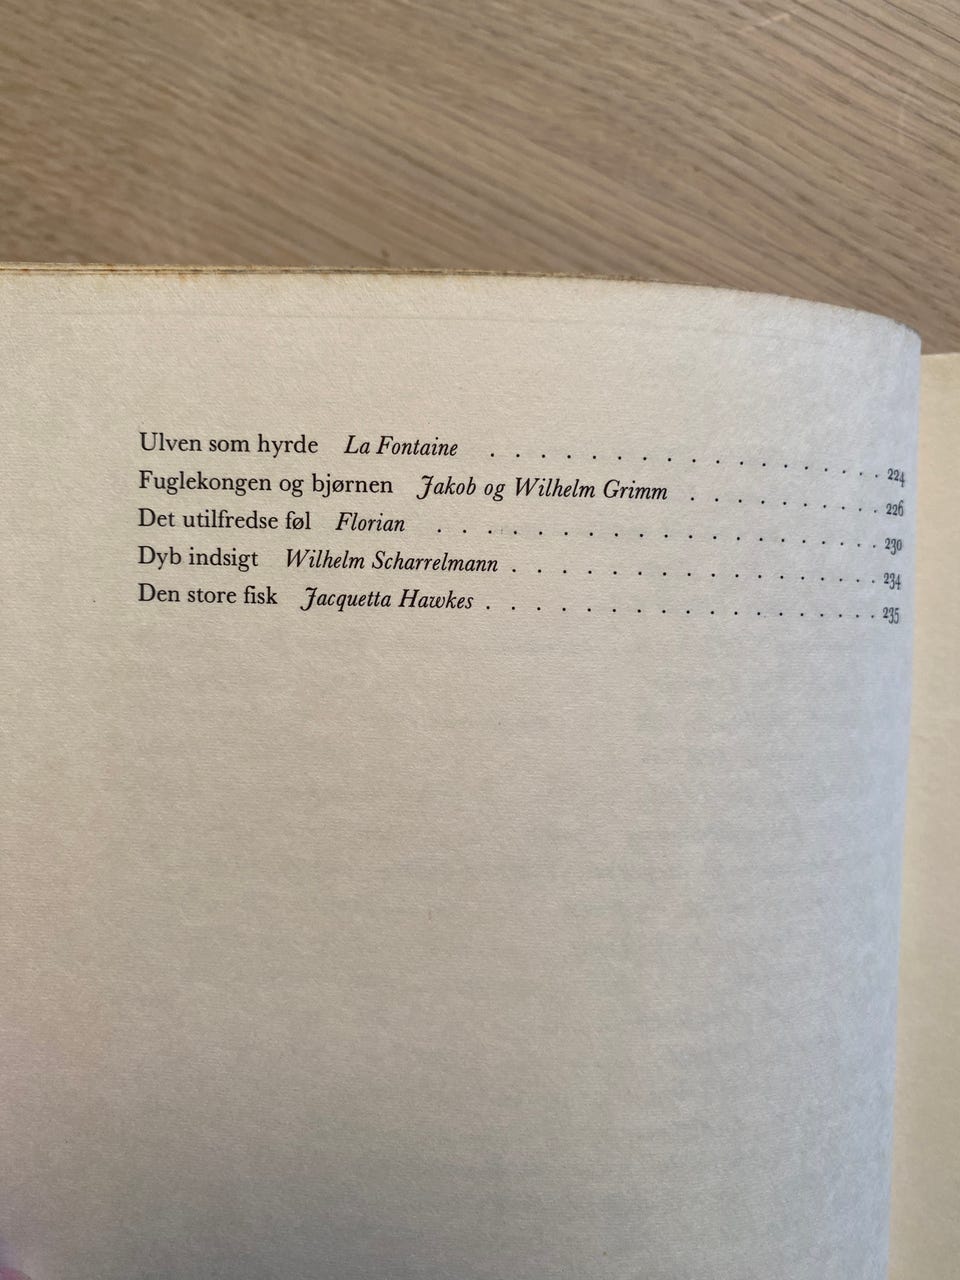 Ulven som hyrde La Fontaine . . . . . . . . . . . . . . . . 224
Fuglekongen og bjørnen Jakob og Wilhelm Grimm . . . . . . . . 226
Det utilfredse føl Florian . . . . . . . . . . . . . . . . . . 230
Dyb indsigt Wilhelm Scharrelmann . . . . . . . . . . . . . . . 234
Den store fisk Jacquetta Hawkes . . . . . . . . . . . . . . . . 235